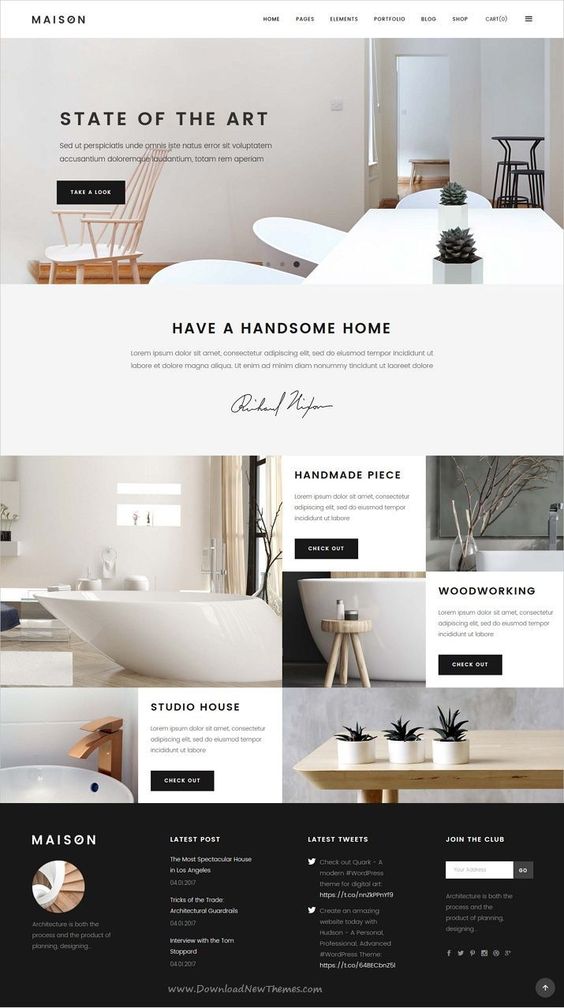 MAISON
HOME PAGES ELEMENTS PORTFOLIO BLOG SHOP CART(0)
STATE OF THE ART
Sed ut perspiciatis unde omnis iste natus error sit voluptatem
accusantium doloremque laudantium, totam rem aperiam
TAKE A LOOK
HAVE A HANDSOME HOME
Lorem ipsum dolor sit amet, consectetur adipiscing elit, sed do eiusmod tempor incididunt
ut labore et dolore magna aliqua. Ut enim ad minim diam nonummy tincidunt ut laoreet dolore
Richard Nixon
HANDMADE PIECE
Lorem ipsum dolor sit amet, consectetur
adipiscing elit, sed do eiusmod tempor
incididunt ut labore
CHECK OUT
WOODWORKING
Lorem ipsum dolor sit amet, consectetur
adipiscing elit, sed do eiusmod tempor
incididunt ut labore
CHECK OUT
STUDIO HOUSE
Lorem ipsum dolor sit amet, consectetur
adipiscing elit, sed do eiusmod tempor
incididunt ut labore
CHECK OUT
MAISON
Architecture is both the
process and the product of
planning, designing...
LATEST POST
The Most Spectacular House
in Los Angeles
04.01.2017
Tricks of the Trade:
Architectural Guardrails
04.01.2017
Interview with the Tom
Stoppard
04.01.2017
LATEST TWEETS
Check out Quark - A
modern #WordPress
theme for digital art:
https://t.co/nnZkPPmYf9
Create an amazing
website today with
Hudson - A Personal,
Professional, Advanced
#WordPress Theme:
https://t.co/648ECbnZ5l
JOIN THE CLUB
Your Address GO
Architecture is both the
process and the
product of planning,
designing...
www.DownloadNewThemes.com